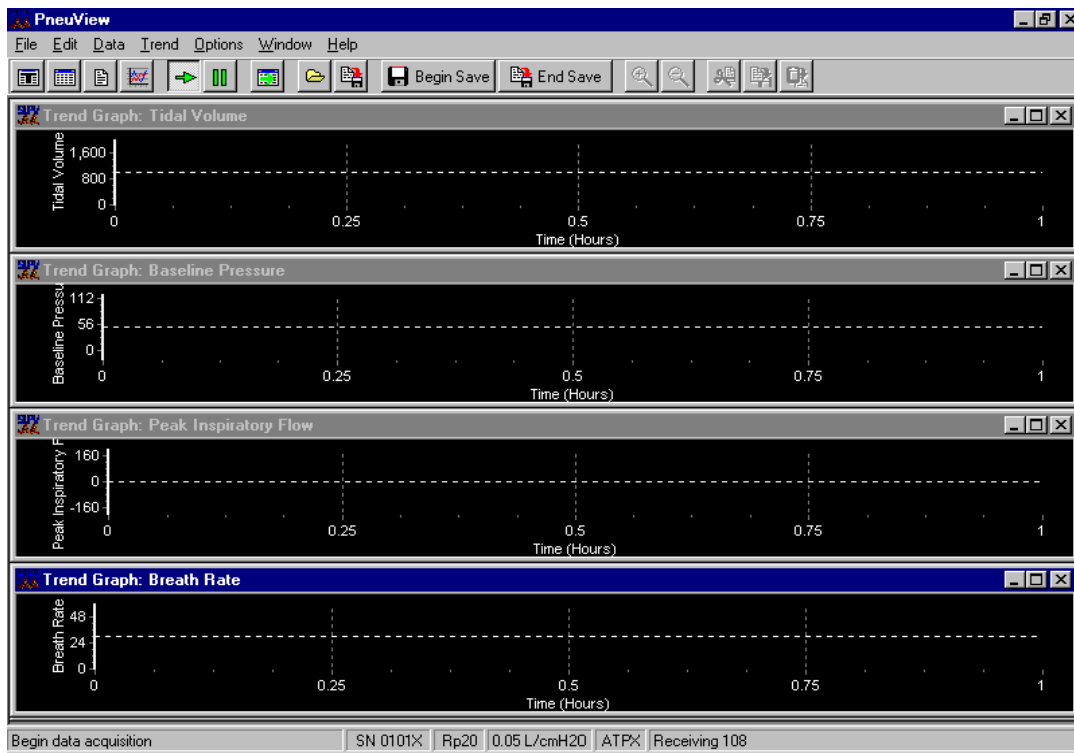 PneuView
File Edit Data Trend Options Window Help
Begin Save End Save
Trend Graph: Tidal Volume
Tidal Volume
1,600
800
0
0 0.25 0.5 0.75 1
Time (Hours)
Trend Graph: Baseline Pressure
Baseline Pressu
112
56
0
0 0.25 0.5 0.75 1
Time (Hours)
Trend Graph: Peak Inspiratory Flow
Peak Inspiratory F
160
0
-160
0 0.25 0.5 0.75 1
Time (Hours)
Trend Graph: Breath Rate
Breath Rate
48
24
0
0 0.25 0.5 0.75 1
Time (Hours)
Begin data acquisition SN 0101X Rp20 0.05 L/cmH2O ATPX Receiving 108